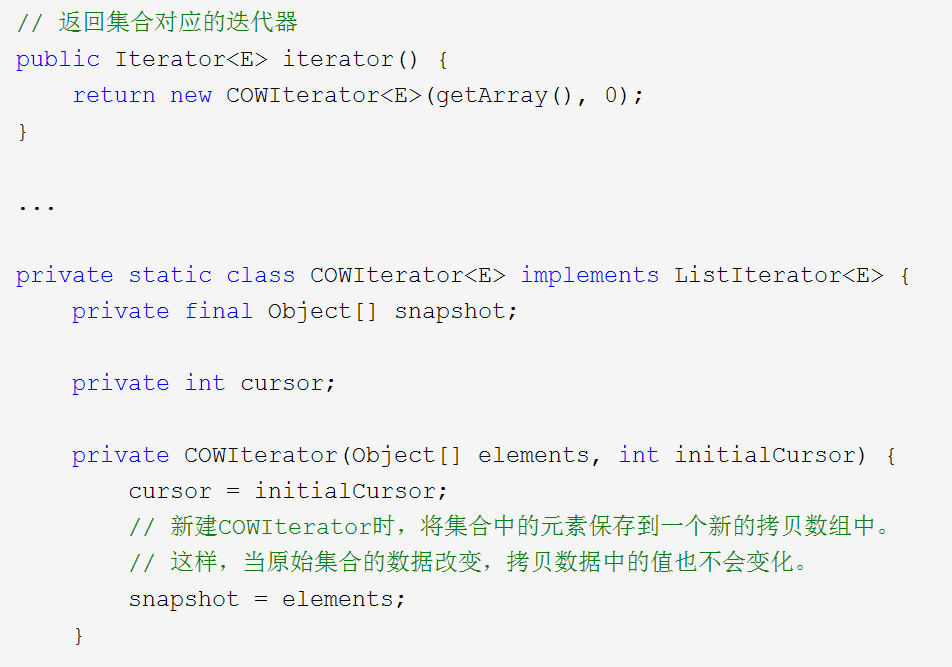 // 返回集合对应的迭代器
public Iterator<E> iterator() {
    return new COWIterator<E>(getArray(), 0);
}
...
private static class COWIterator<E> implements ListIterator<E> {
    private final Object[] snapshot;
    private int cursor;
    private COWIterator(Object[] elements, int initialCursor) {
        cursor = initialCursor;
        // 新建COWIterator时，将集合中的元素保存到一个新的拷贝数组中。
        // 这样，当原始集合的数据改变，拷贝数据中的值也不会变化。
        snapshot = elements;
    }